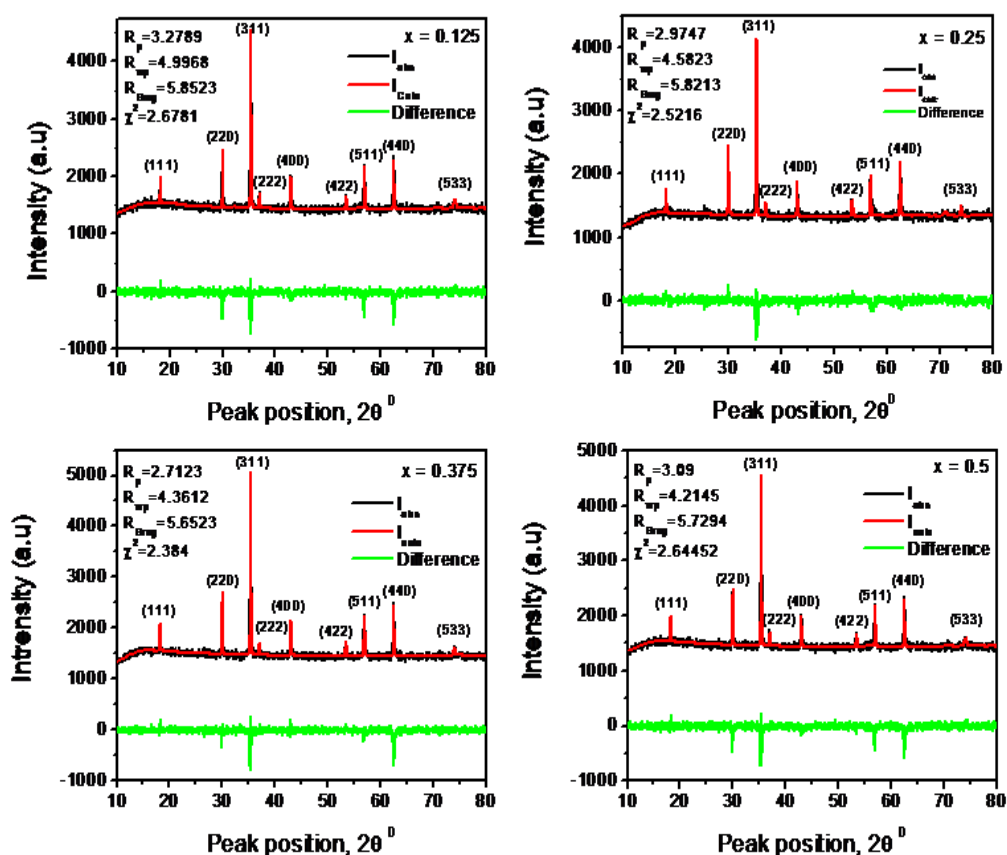 R_p=3.2789
R_wp=4.9968
R_Bragg=5.8523
χ²=2.6781
(311)
x = 0.125
I_obs
I_Calc
Difference
(111)
(220)
(222)
(400)
(422)
(511)
(440)
(533)
4000
3000
2000
1000
0
-1000
Intensity (a.u)
10 20 30 40 50 60 70 80
Peak position, 2θ⁰
R_p=2.9747
R_wp=4.5823
R_Bragg=5.8213
χ²=2.5216
(311)
x = 0.25
I_obs
I_calc
Difference
(111)
(220)
(222)
(400)
(422)
(511)
(440)
(533)
4000
3000
2000
1000
0
Intensity (a.u)
10 20 30 40 50 60 70 80
Peak position, 2θ⁰
R_p=2.7123
R_wp=4.3612
R_Bragg=5.6523
χ²=2.384
(311)
x = 0.375
I_obs
I_calc
Difference
(111)
(220)
(222)
(400)
(422)
(511)
(440)
(533)
5000
4000
3000
2000
1000
0
-1000
Intrensity (a.u)
10 20 30 40 50 60 70 80
Peak position, 2θ⁰
R_p=3.09
R_wp=4.2145
R_Bragg=5.7294
χ²=2.64452
(311)
x = 0.5
I_obs
I_calc
Difference
(111)
(220)
(222)
(400)
(422)
(511)
(440)
(533)
5000
4000
3000
2000
1000
0
-1000
Intensity (a.u)
10 20 30 40 50 60 70 80
Peak position, 2θ⁰